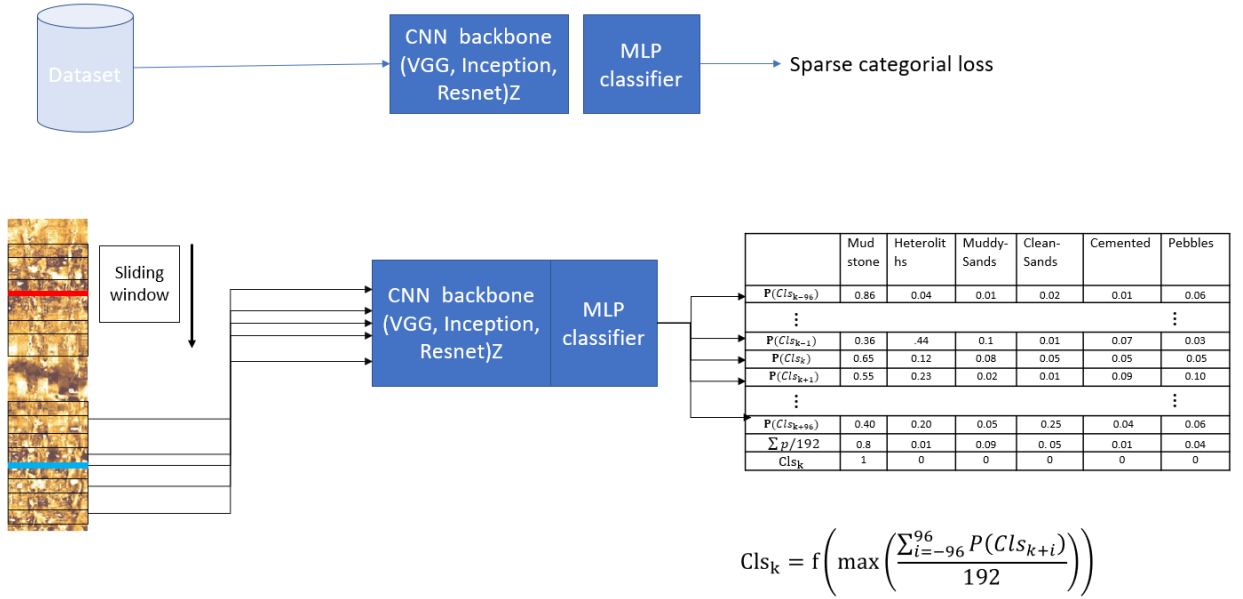 Dataset
CNN backbone
(VGG, Inception,
Resnet)Z
MLP
classifier
Sparse categorial loss
Sliding
window
CNN backbone
(VGG, Inception,
Resnet)Z
MLP
classifier
Mud stone Heterolit hs Muddy- Sands Clean- Sands Cemented Pebbles
P(Cls_{k−96}) 0.86 0.04 0.01 0.02 0.01 0.06
⋮ ⋮
P(Cls_{k−1}) 0.36 .44 0.1 0.01 0.07 0.03
P(Cls_k) 0.65 0.12 0.08 0.05 0.05 0.05
P(Cls_{k+1}) 0.55 0.23 0.02 0.01 0.09 0.10
⋮ ⋮
P(Cls_{k+96}) 0.40 0.20 0.05 0.25 0.04 0.06
∑ p/192 0.8 0.01 0.09 0. 05 0.01 0.04
Cls_k 1 0 0 0 0 0
Cls_k = f(max(∑_{i=−96}^{96} P(Cls_{k+i}) / 192))